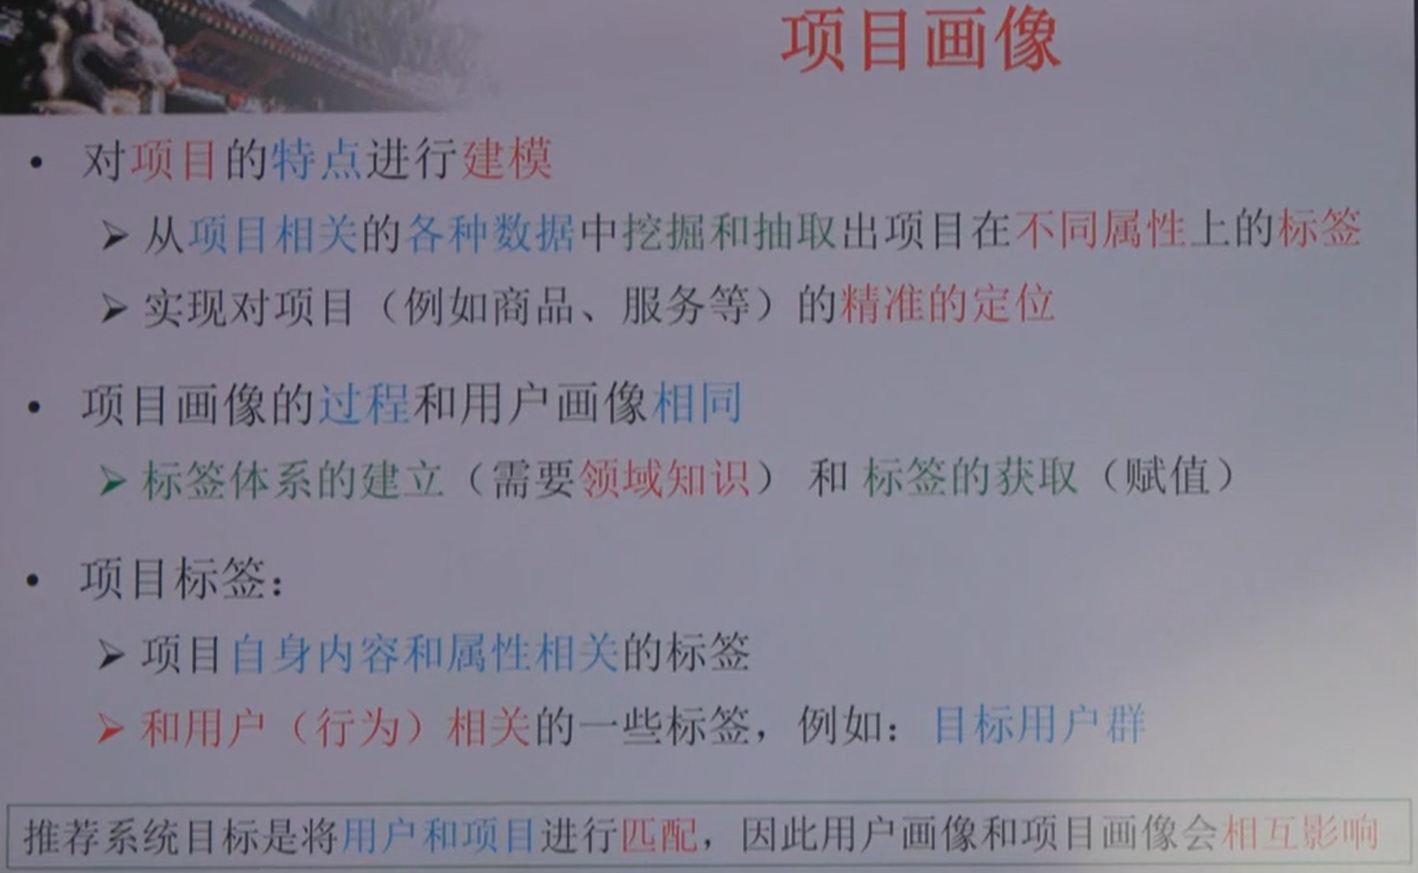 项目画像
• 对项目的特点进行建模
➢ 从项目相关的各种数据中挖掘和抽取出项目在不同属性上的标签
➢ 实现对项目（例如商品、服务等）的精准的定位
• 项目画像的过程和用户画像相同
➢ 标签体系的建立（需要领域知识） 和 标签的获取（赋值）
• 项目标签：
➢ 项目自身内容和属性相关的标签
➢ 和用户（行为）相关的一些标签，例如：目标用户群
推荐系统目标是将用户和项目进行匹配，因此用户画像和项目画像会相互影响